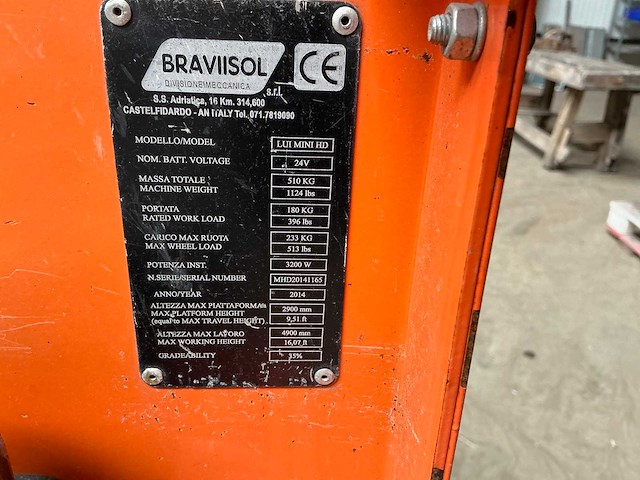 BRAVIISOL
DIVISIONE MECCANICA
s.r.l.
CE
S.S. Adriatica, 16 Km. 314,600
CASTELFIDARDO - AN ITALY Tel. 071.7819090
MODELLO/MODEL LUI MINI HD
NOM. BATT. VOLTAGE 24V
MASSA TOTALE 510 KG
MACHINE WEIGHT 1124 lbs
PORTATA 180 KG
RATED WORK LOAD 396 lbs
CARICO MAX RUOTA 233 KG
MAX WHEEL LOAD 513 lbs
POTENZA INST. 3200 W
N.SERIE/SERIAL NUMBER MHD20141165
ANNO/YEAR 2014
ALTEZZA MAX PIATTAFORMA 2900 mm
MAX PLATFORM HEIGHT 9,51 ft
(equal to MAX TRAVEL HEIGHT)
ALTEZZA MAX LAVORO 4900 mm
MAX WORKING HEIGHT 16,07 ft
GRADEABILITY 35%